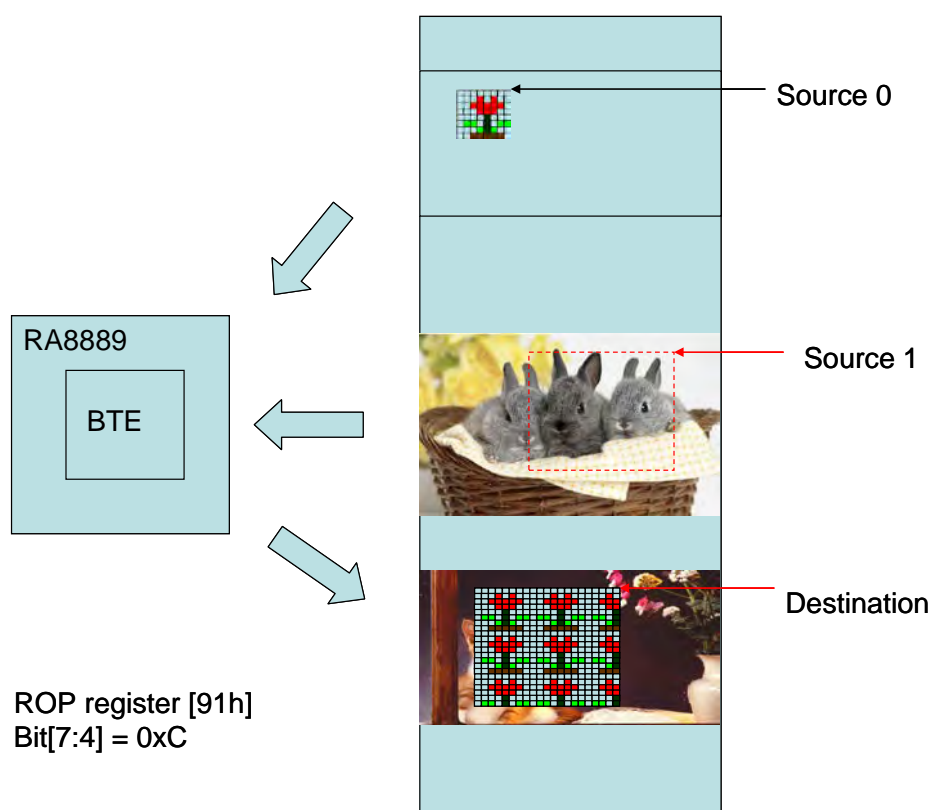 Source 0
RA8889
BTE
Source 1
Destination
ROP register [91h]
Bit[7:4] = 0xC